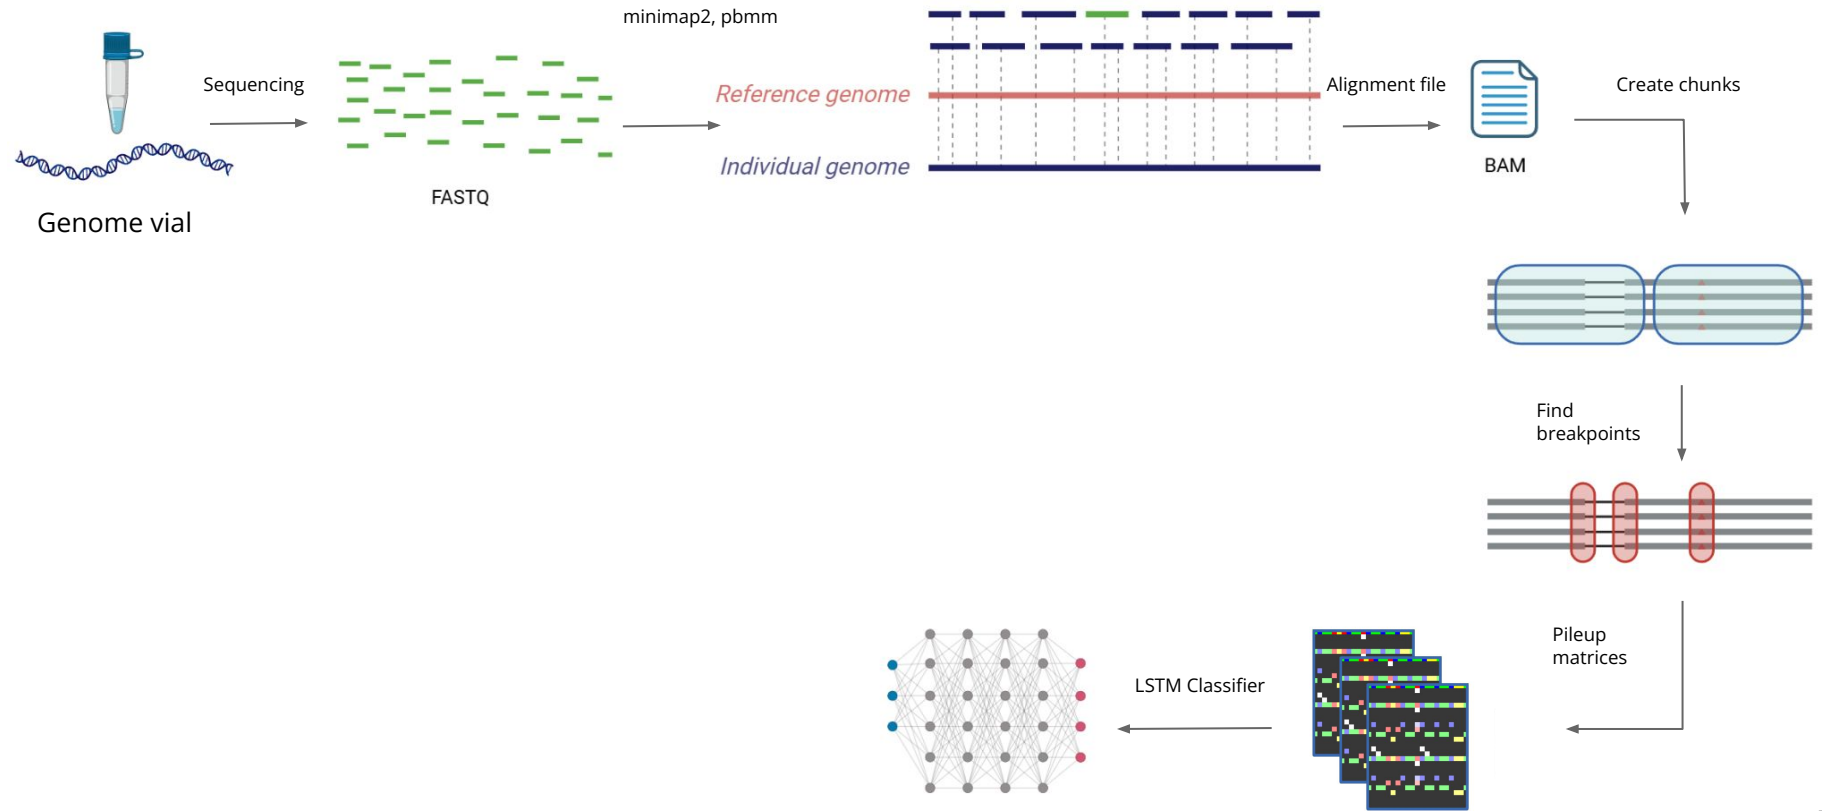 minimap2, pbmm
Sequencing
Reference genome
Alignment file
Create chunks
Individual genome
BAM
FASTQ
Genome vial
Find
breakpoints
Pileup
matrices
LSTM Classifier